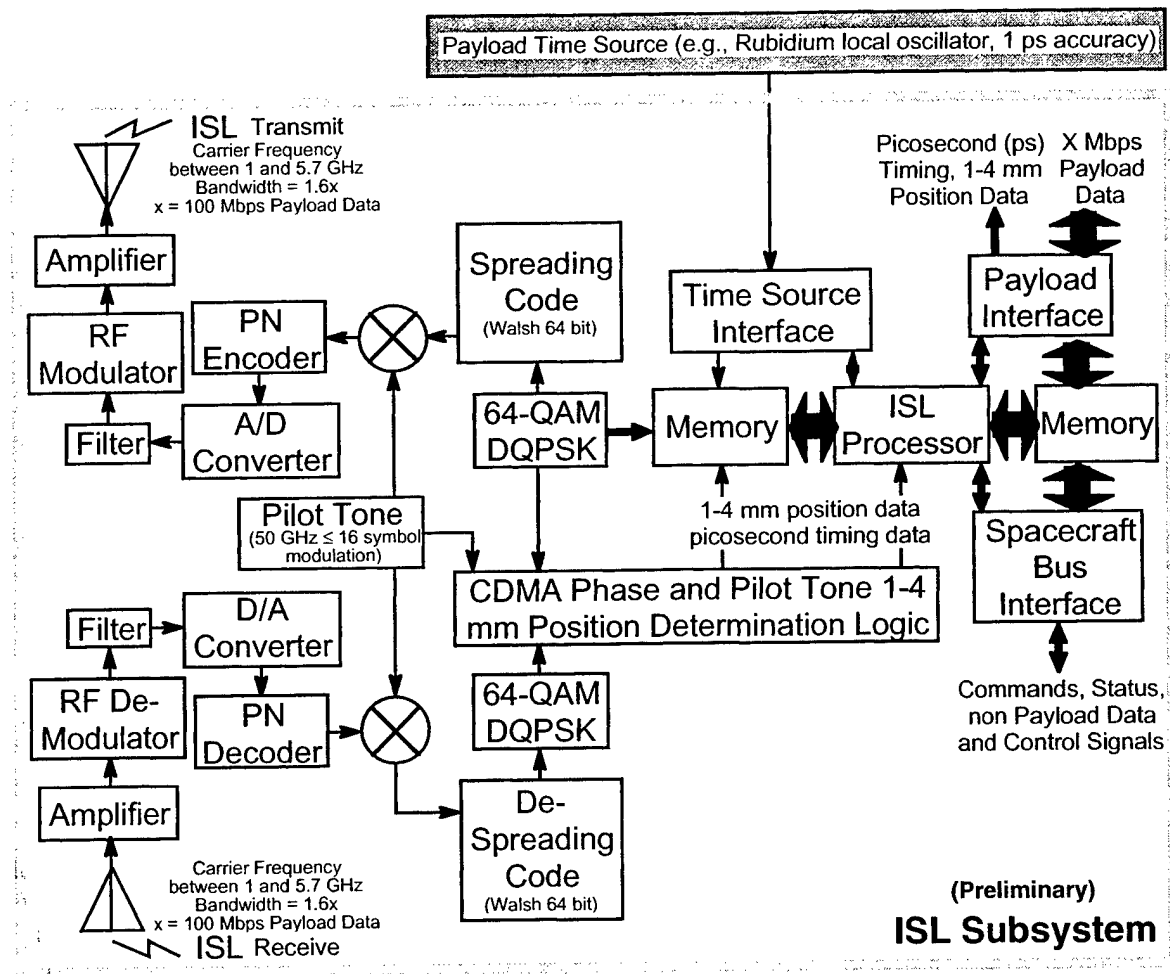 Payload Time Source (e.g., Rubidium local oscillator, 1 ps accuracy)
ISL Transmit
Carrier Frequency
between 1 and 5.7 GHz
Bandwidth = 1.6x
x = 100 Mbps Payload Data
Amplifier
RF
Modulator
Filter
PN
Encoder
A/D
Converter
Spreading
Code
(Walsh 64 bit)
64-QAM
DQPSK
Time Source
Interface
Memory
ISL
Processor
Picosecond (ps)
Timing, 1-4 mm
Position Data
X Mbps
Payload
Data
Payload
Interface
Memory
Pilot Tone
(50 GHz ≤ 16 symbol
modulation)
1-4 mm position data
picosecond timing data
Spacecraft
Bus
Interface
CDMA Phase and Pilot Tone 1-4
mm Position Determination Logic
Filter
D/A
Converter
RF De-
Modulator
PN
Decoder
64-QAM
DQPSK
Commands, Status,
non Payload Data
and Control Signals
Amplifier
De-
Spreading
Code
(Walsh 64 bit)
Carrier Frequency
between 1 and 5.7 GHz
Bandwidth = 1.6x
x = 100 Mbps Payload Data
ISL Receive
(Preliminary)
ISL Subsystem